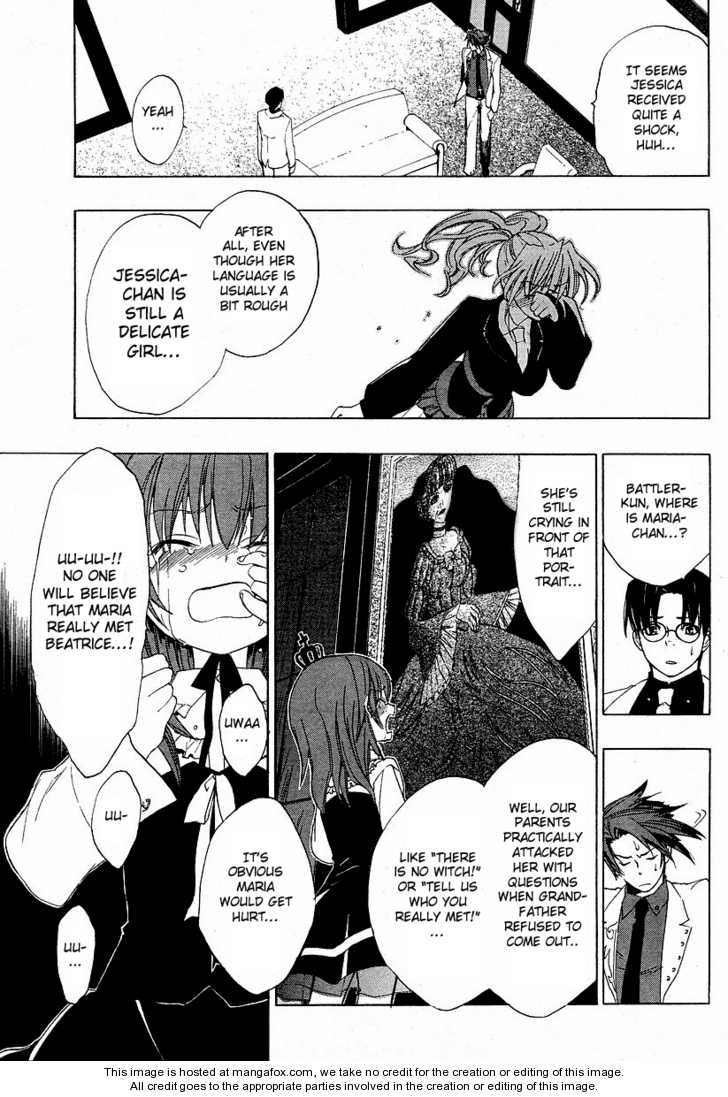 IT SEEMS
JESSICA
RECEIVED
QUITE A
SHOCK,
HUH...
YEAH
...
AFTER
ALL, EVEN
THOUGH HER
LANGUAGE IS
USUALLY A
BIT ROUGH
JESSICA-
CHAN IS
STILL A
DELICATE
GIRL...
BATTLER-
KUN, WHERE
IS MARIA-
CHAN...?
SHE'S
STILL
CRYING IN
FRONT OF
THAT
POR-
TRAIT...
WELL, OUR
PARENTS
PRACTICALLY
ATTACKED
HER WITH
QUESTIONS
WHEN GRAND-
FATHER
REFUSED TO
COME OUT..
LIKE "THERE
IS NO WITCH!"
OR "TELL US
WHO YOU
REALLY MET!"
...
IT'S
OBVIOUS
MARIA
WOULD GET
HURT...
UU-UU-!!
NO ONE
WILL BELIEVE
THAT MARIA
REALLY MET
BEATRICE...!
UWAA
...
UU-
UU-
...
This image is hosted at mangafox.com, we take no credit for the creation or editing of this image.
All credit goes to the appropriate parties involved in the creation or editing of this image.